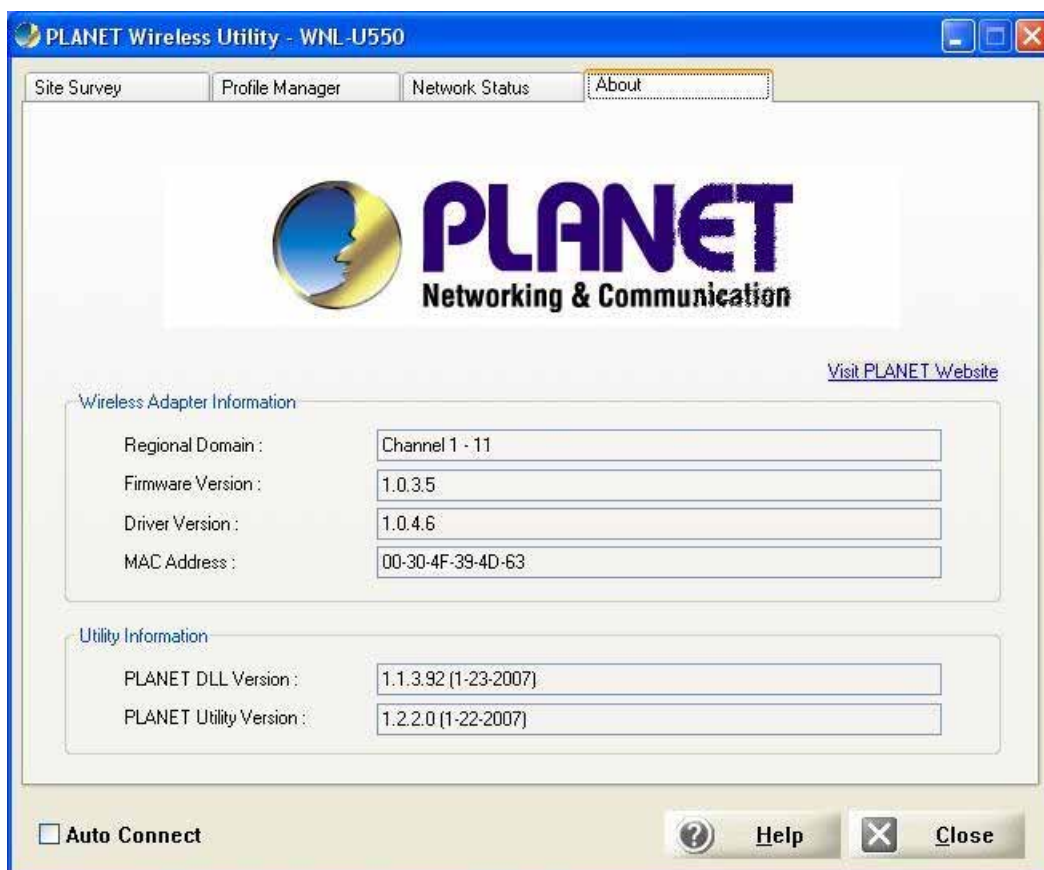 PLANET Wireless Utility - WNL-U550
Site Survey
Profile Manager
Network Status
About
PLANET
Networking & Communication
Visit PLANET Website
Wireless Adapter Information
Regional Domain : Channel 1 - 11
Firmware Version : 1.0.3.5
Driver Version : 1.0.4.6
MAC Address : 00-30-4F-39-4D-63
Utility Information
PLANET DLL Version : 1.1.3.92 (1-23-2007)
PLANET Utility Version : 1.2.2.0 (1-22-2007)
Auto Connect
Help
Close